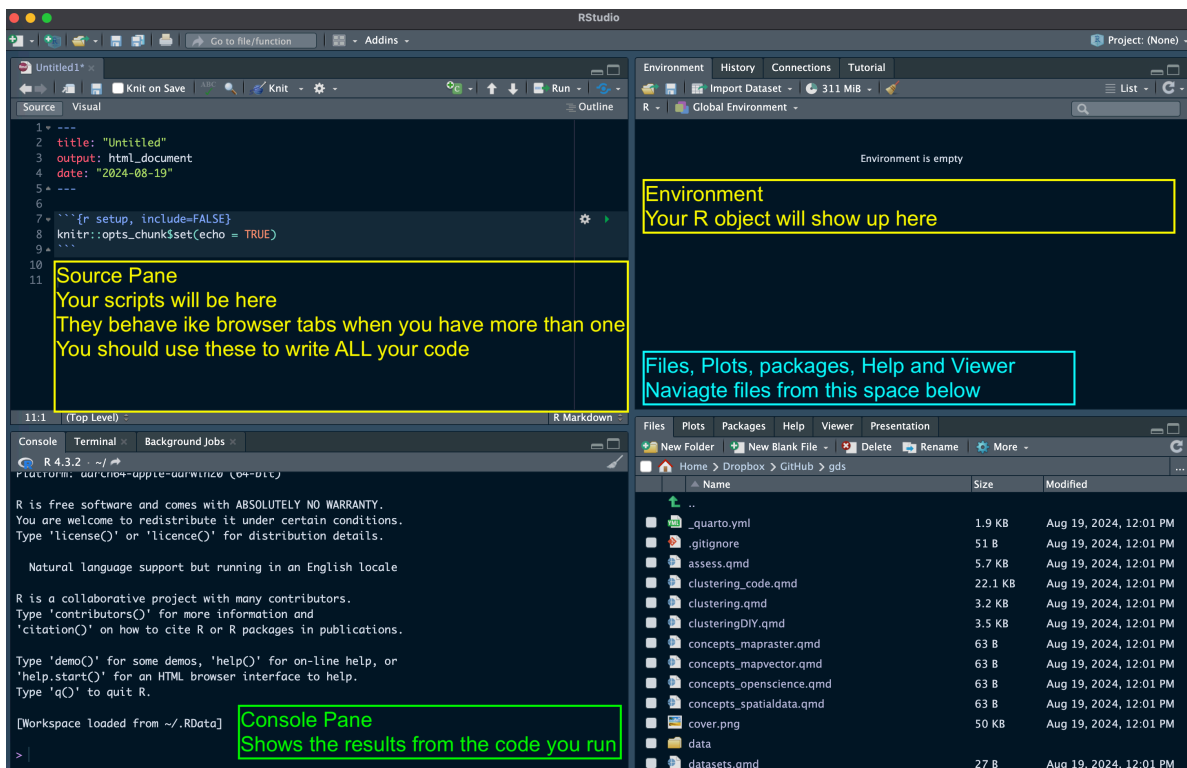 RStudio
Go to file/function
Addins
Project: (None)
Untitled1*
Knit on Save
ABC
Knit
Run
Source
Visual
Outline
1 ---
2 title: "Untitled"
3 output: html_document
4 date: "2024-08-19"
5 ---
6
7 ```{r setup, include=FALSE}
8 knitr::opts_chunk$set(echo = TRUE)
9 ```
10
11
Source Pane
Your scripts will be here
They behave ike browser tabs when you have more than one
You should use these to write ALL your code
11:1 (Top Level) R Markdown
Console Terminal Background Jobs
R 4.3.2 · ~/
Platform: aarch64-apple-darwin20 (64-bit)
R is free software and comes with ABSOLUTELY NO WARRANTY.
You are welcome to redistribute it under certain conditions.
Type 'license()' or 'licence()' for distribution details.
Natural language support but running in an English locale
R is a collaborative project with many contributors.
Type 'contributors()' for more information and
'citation()' on how to cite R or R packages in publications.
Type 'demo()' for some demos, 'help()' for on-line help, or
'help.start()' for an HTML browser interface to help.
Type 'q()' to quit R.
[Workspace loaded from ~/.RData]
>
Console Pane
Shows the results from the code you run
Environment History Connections Tutorial
Import Dataset 311 MiB List
R Global Environment
Environment is empty
Environment
Your R object will show up here
Files, Plots, packages, Help and Viewer
Naviagte files from this space below
Files Plots Packages Help Viewer Presentation
New Folder New Blank File Delete Rename More
Home Dropbox GitHub gds ...
Name Size Modified
..
_quarto.yml 1.9 KB Aug 19, 2024, 12:01 PM
.gitignore 51 B Aug 19, 2024, 12:01 PM
assess.qmd 5.7 KB Aug 19, 2024, 12:01 PM
clustering_code.qmd 22.1 KB Aug 19, 2024, 12:01 PM
clustering.qmd 3.2 KB Aug 19, 2024, 12:01 PM
clusteringDIY.qmd 3.5 KB Aug 19, 2024, 12:01 PM
concepts_mapraster.qmd 63 B Aug 19, 2024, 12:01 PM
concepts_mapvector.qmd 63 B Aug 19, 2024, 12:01 PM
concepts_openscience.qmd 63 B Aug 19, 2024, 12:01 PM
concepts_spatialdata.qmd 63 B Aug 19, 2024, 12:01 PM
cover.png 50 KB Aug 19, 2024, 12:01 PM
data
datasets.qmd 27 B Aug 19, 2024, 12:01 PM